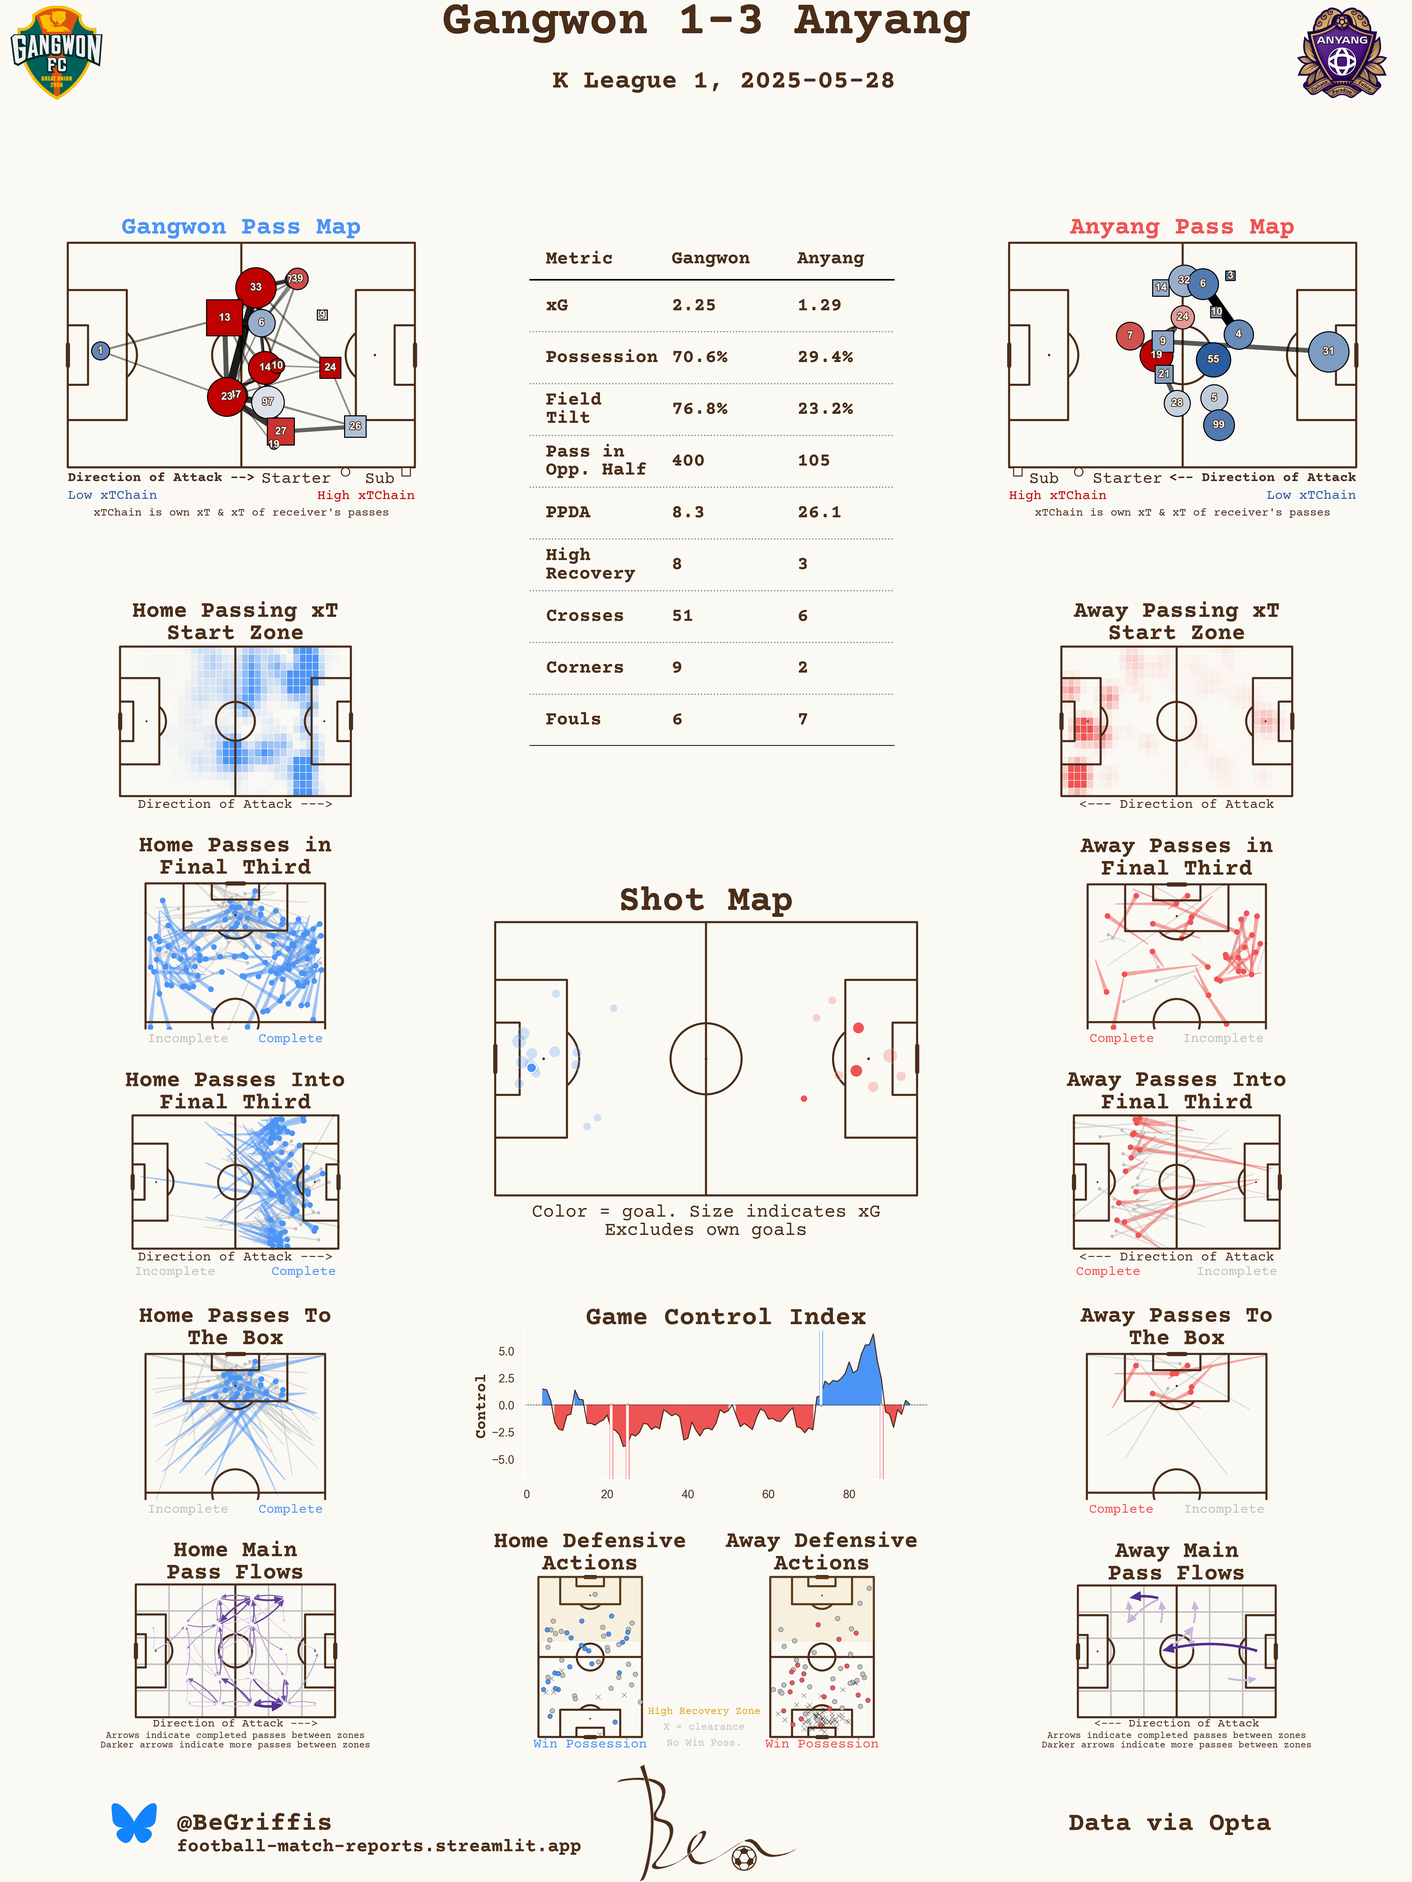 Gangwon 1-3 Anyang
K League 1, 2025-05-28
GANGWON
FC
GREAT UNION
2008
ANYANG
Gangwon Pass Map
33
739
13
6
9
1
14
10
24
23
47
97
27
19
26
Direction of Attack --> Starter Sub
Low xTChain High xTChain
xTChain is own xT & xT of receiver's passes
Metric Gangwon Anyang
xG 2.25 1.29
Possession 70.6% 29.4%
Field
Tilt 76.8% 23.2%
Pass in
Opp. Half 400 105
PPDA 8.3 26.1
High
Recovery 8 3
Crosses 51 6
Corners 9 2
Fouls 6 7
Anyang Pass Map
32
6
3
14
10
24
7
9
4
19
55
31
21
28
5
99
Sub Starter <-- Direction of Attack
High xTChain Low xTChain
xTChain is own xT & xT of receiver's passes
Home Passing xT
Start Zone
Direction of Attack --->
Away Passing xT
Start Zone
<--- Direction of Attack
Home Passes in
Final Third
Incomplete Complete
Away Passes in
Final Third
Complete Incomplete
Shot Map
Color = goal. Size indicates xG
Excludes own goals
Home Passes Into
Final Third
Direction of Attack --->
Incomplete Complete
Away Passes Into
Final Third
<--- Direction of Attack
Complete Incomplete
Home Passes To
The Box
Incomplete Complete
Game Control Index
Control
5.0
2.5
0.0
−2.5
−5.0
0 20 40 60 80
Away Passes To
The Box
Complete Incomplete
Home Main
Pass Flows
Direction of Attack --->
Arrows indicate completed passes between zones
Darker arrows indicate more passes between zones
Home Defensive
Actions
Win Possession
High Recovery Zone
X = clearance
No Win Poss.
Away Defensive
Actions
Win Possession
Away Main
Pass Flows
<--- Direction of Attack
Arrows indicate completed passes between zones
Darker arrows indicate more passes between zones
@BeGriffis
football-match-reports.streamlit.app
Ben
Data via Opta